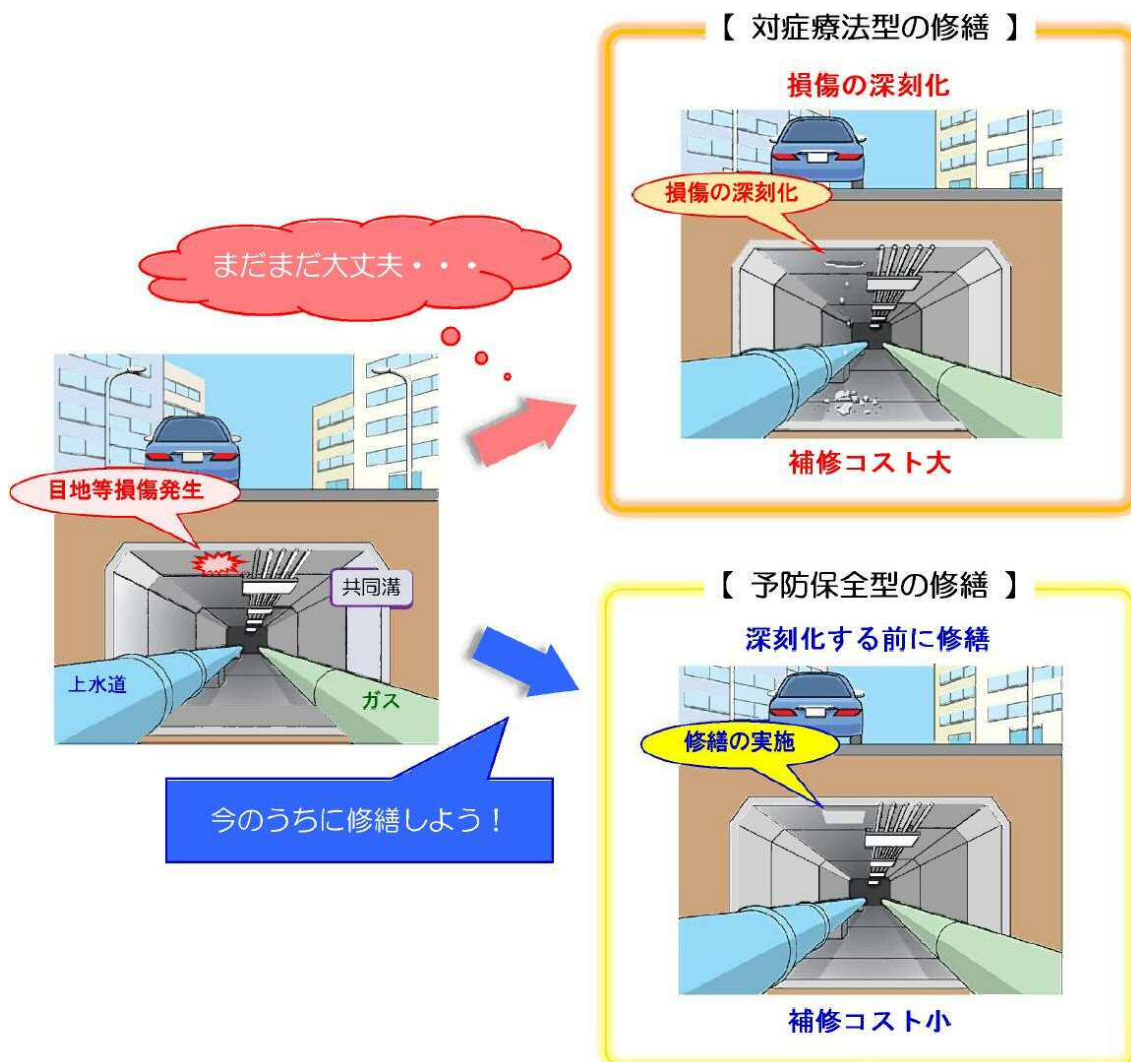 まだまだ大丈夫・・・
目地等損傷発生
共同溝
上水道
ガス
今のうちに修繕しよう！
【 対症療法型の修繕 】
損傷の深刻化
損傷の深刻化
補修コスト大
【 予防保全型の修繕 】
深刻化する前に修繕
修繕の実施
補修コスト小